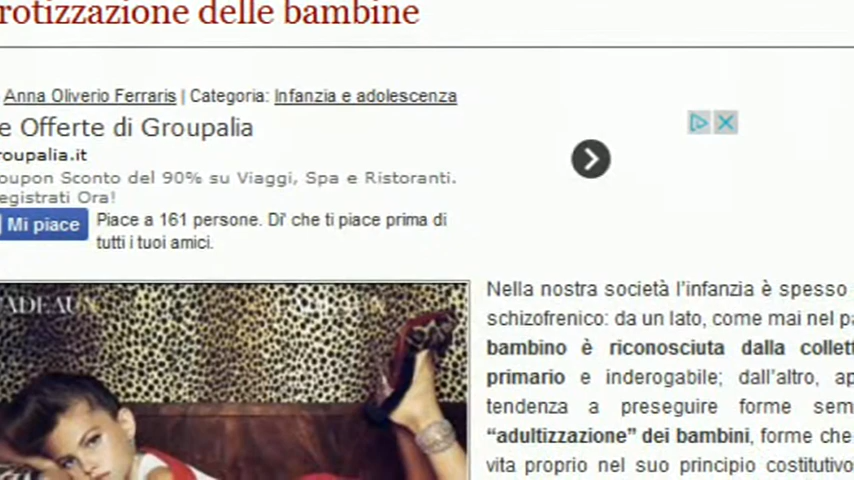 rotizzazione delle bambine
Anna Oliverio Ferraris | Categoria: Infanzia e adolescenza
e Offerte di Groupalia
roupalia.it
oupon Sconto del 90% su Viaggi, Spa e Ristoranti.
egistrati Ora!
Mi piace
Piace a 161 persone. Di' che ti piace prima di
tutti i tuoi amici.
CADEAUX
Nella nostra società l'infanzia è spesso
schizofrenico: da un lato, come mai nel pa
bambino è riconosciuta dalla collett
primario e inderogabile; dall'altro, ap
tendenza a preseguire forme sem
“adultizzazione” dei bambini, forme che
vita proprio nel suo principio costitutivo